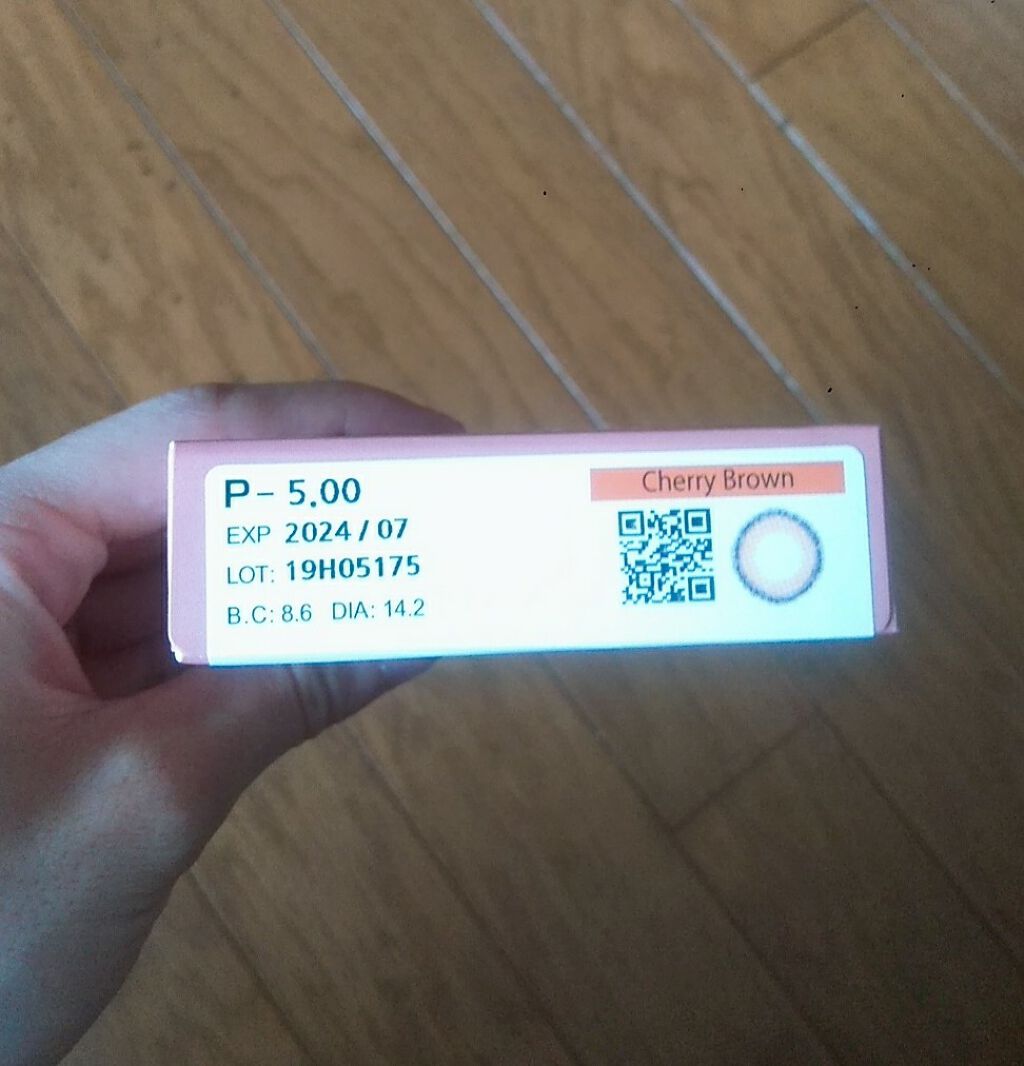 P – 5.00
EXP 2024 / 07
LOT: 19H05175
B.C: 8.6 DIA: 14.2
Cherry Brown